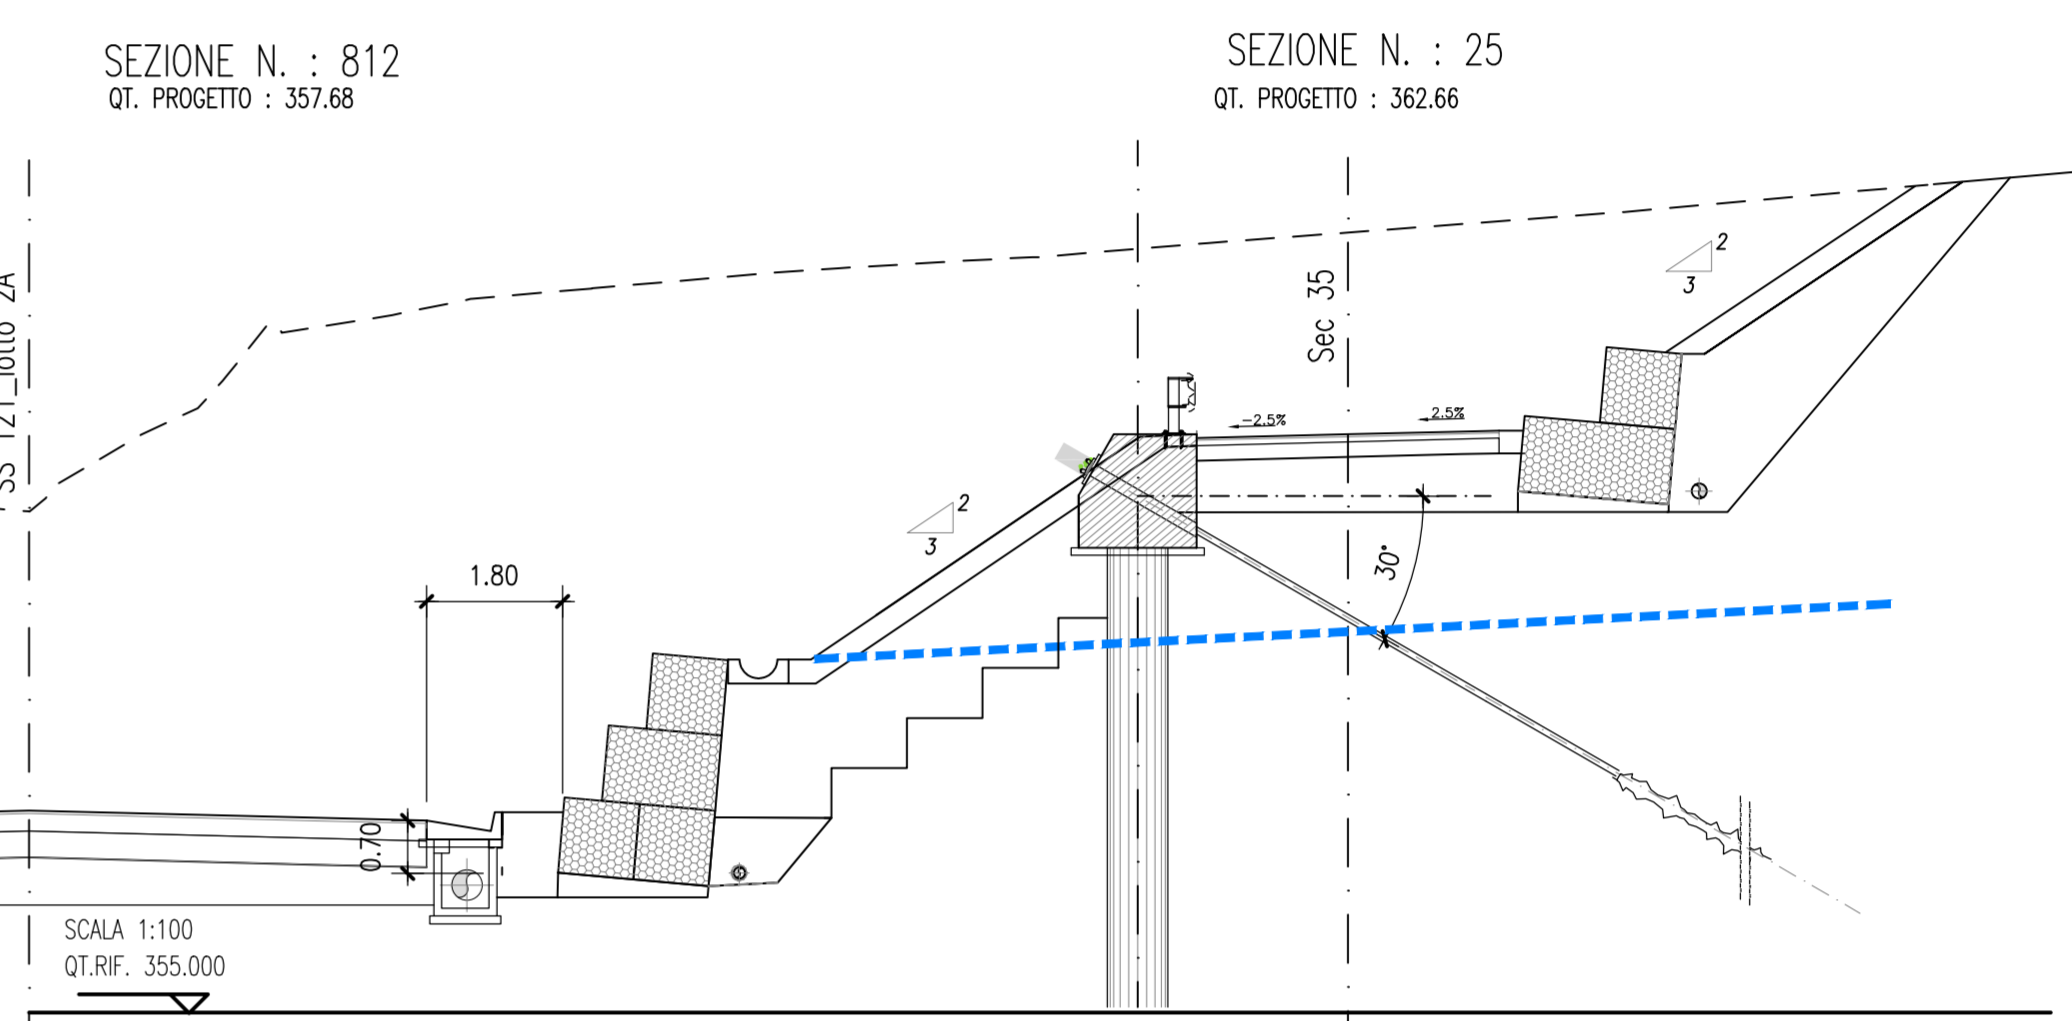 SEZIONE N. : 812
QT. PROGETTO : 357.68
SEZIONE N. : 25
QT. PROGETTO : 362.66
2A
Sec 35
2
3
-2.5%
2.5%
2
3
30°
1.80
0.70
SCALA 1:100
QT.RIF. 355.000